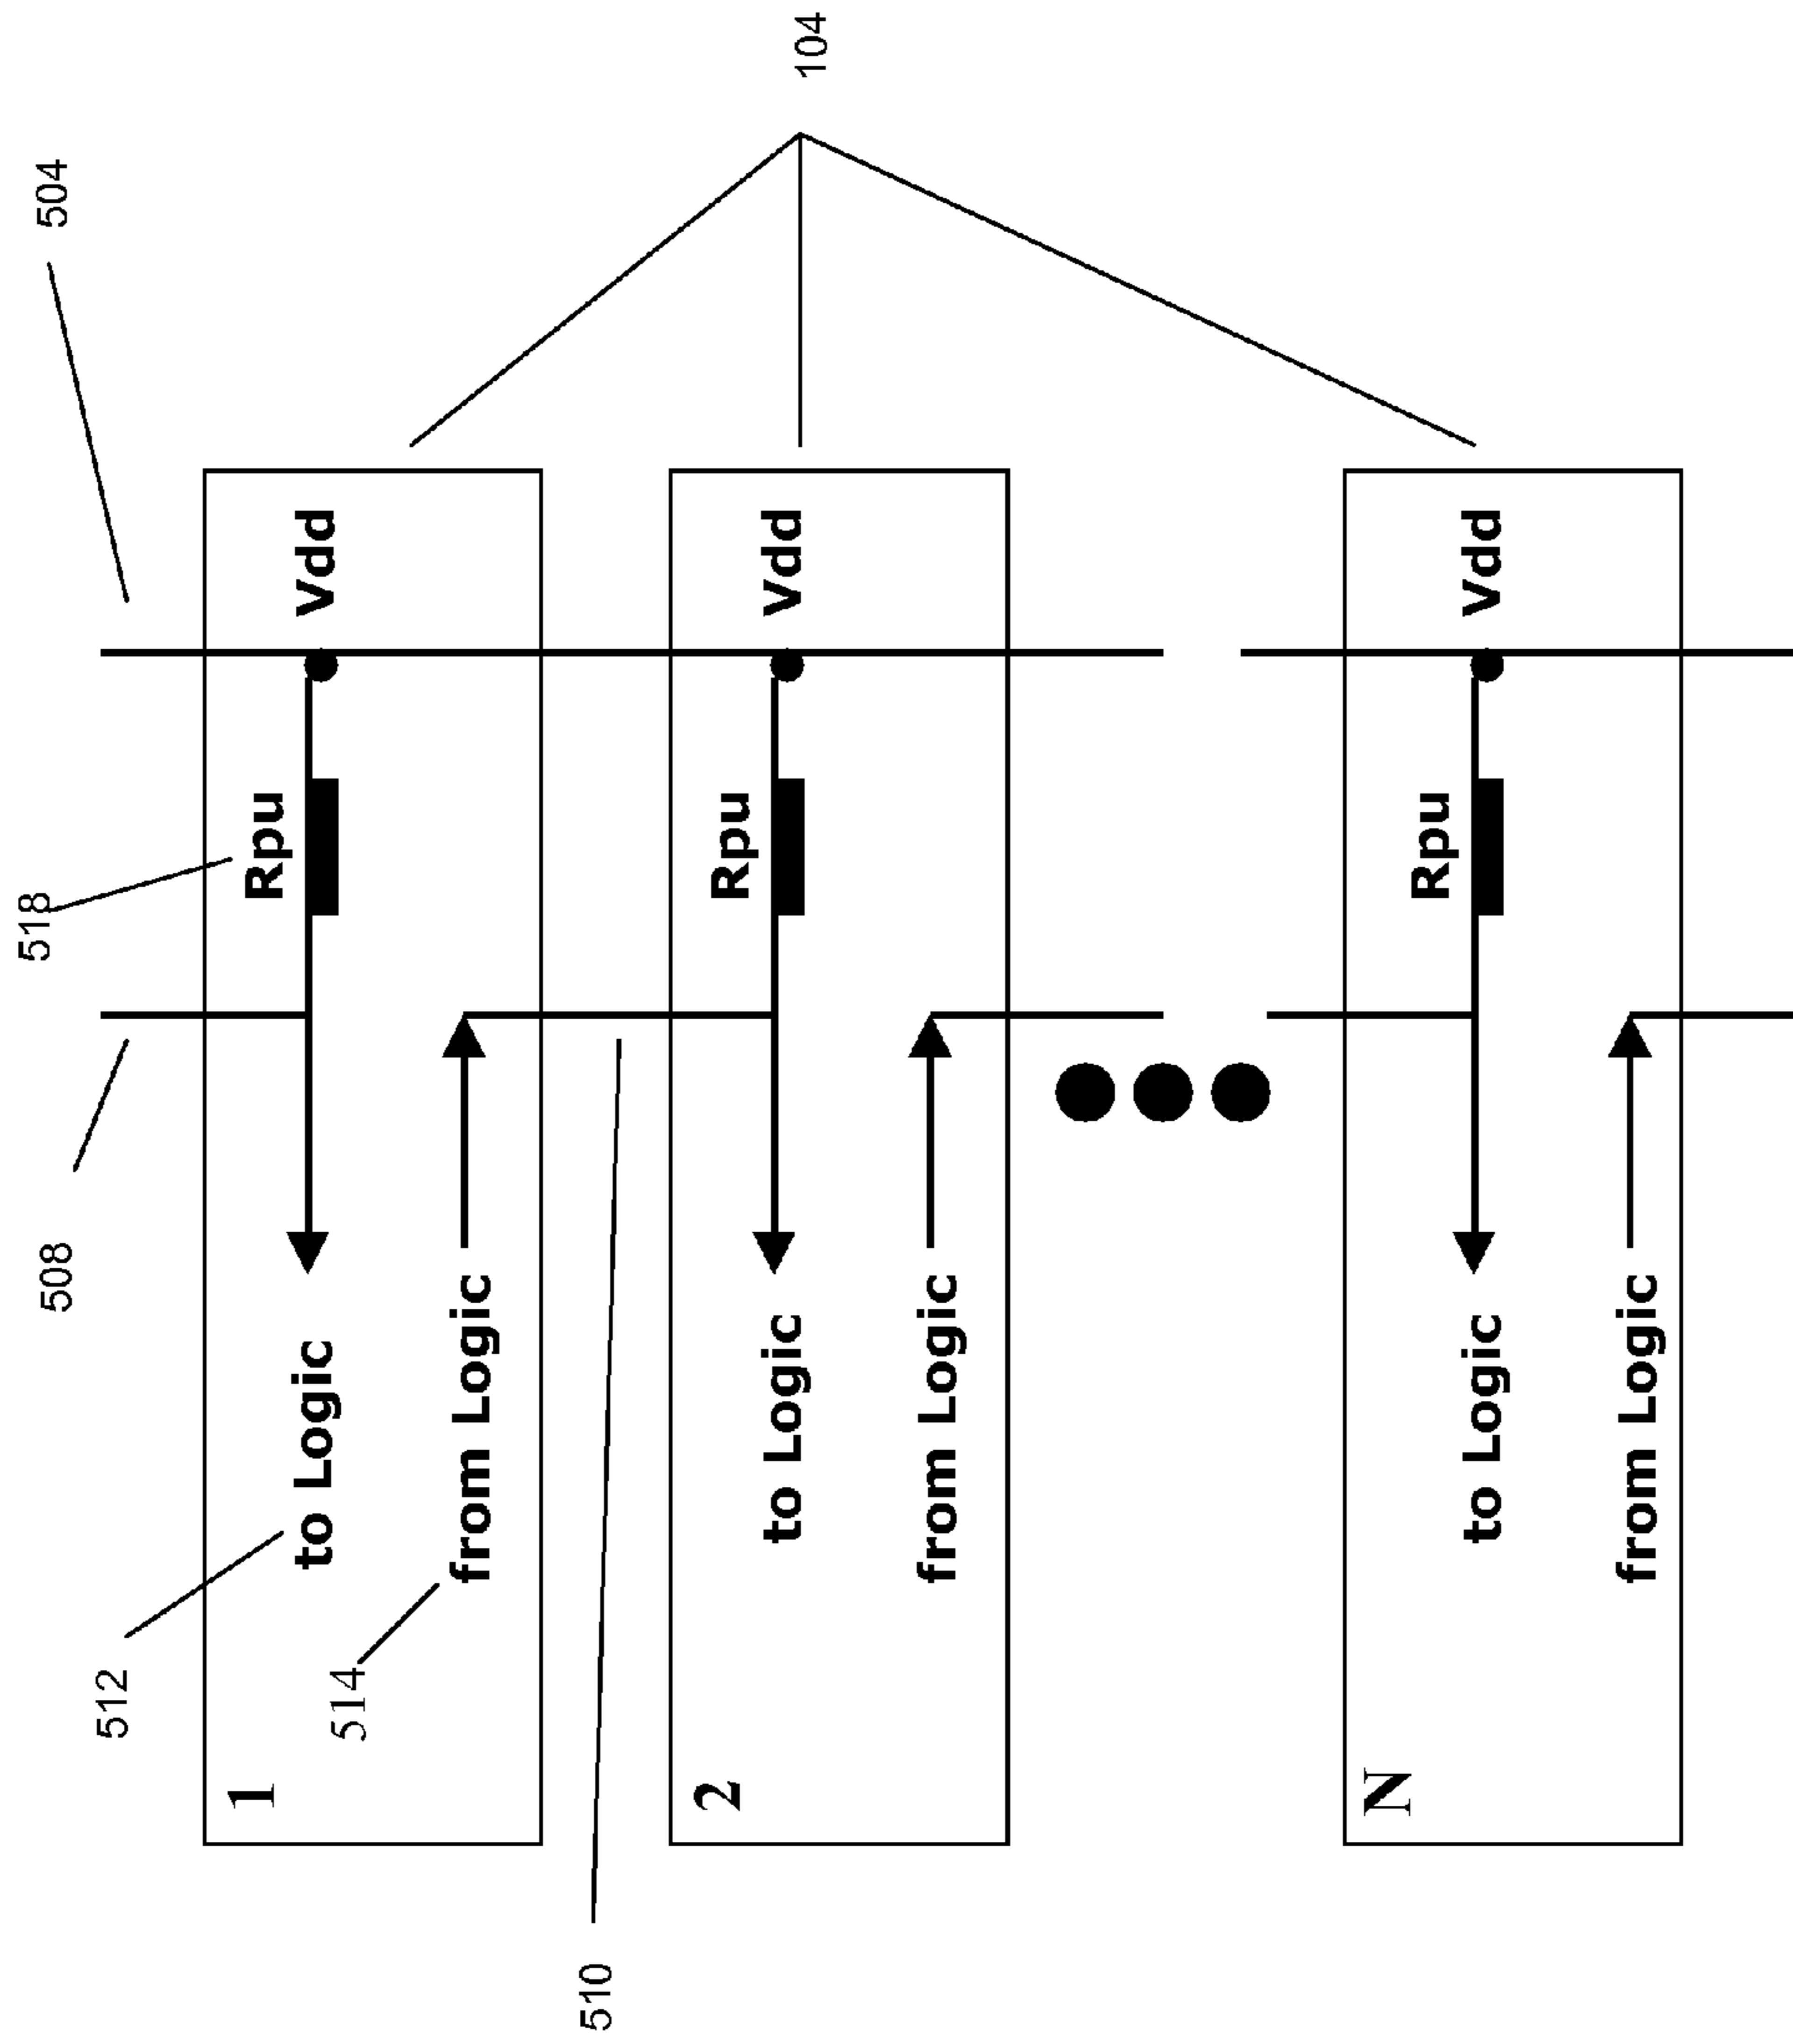 508
518
504
512
1
Rpu
to Logic
Vdd
514
from Logic
510
2
Rpu
to Logic
Vdd
104
from Logic
N
Rpu
to Logic
Vdd
from Logic